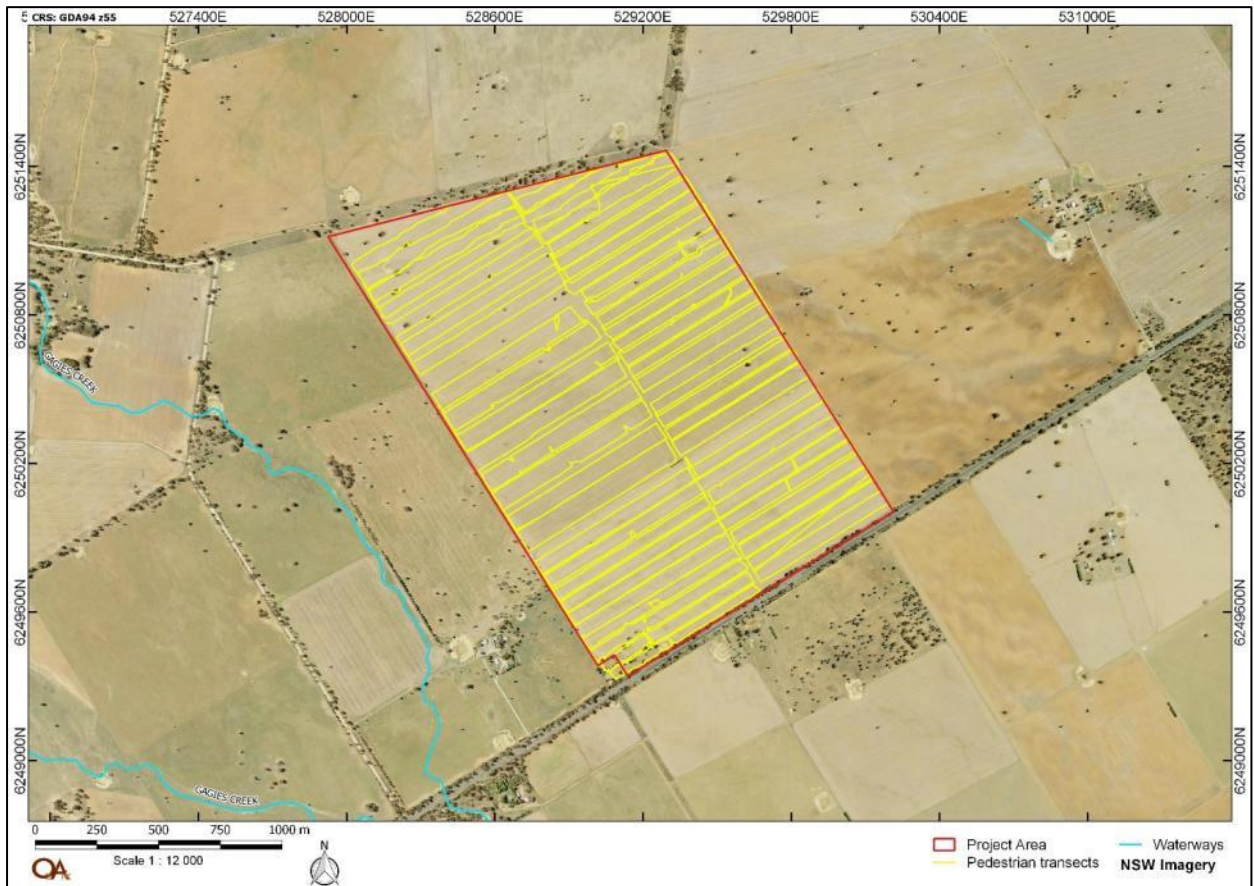 CRS: GDA94 z55
527400E 528000E 528600E 529200E 529800E 530400E 531000E
6251400N 6251400N
6250800N 6250800N
GAGIES CREEK
6250200N 6250200N
6249600N 6249600N
6249000N 6249000N
GAGIES CREEK
0 250 500 750 1000 m
Scale 1 : 12 000
N
Project Area
Waterways
Pedestrian transects
NSW Imagery